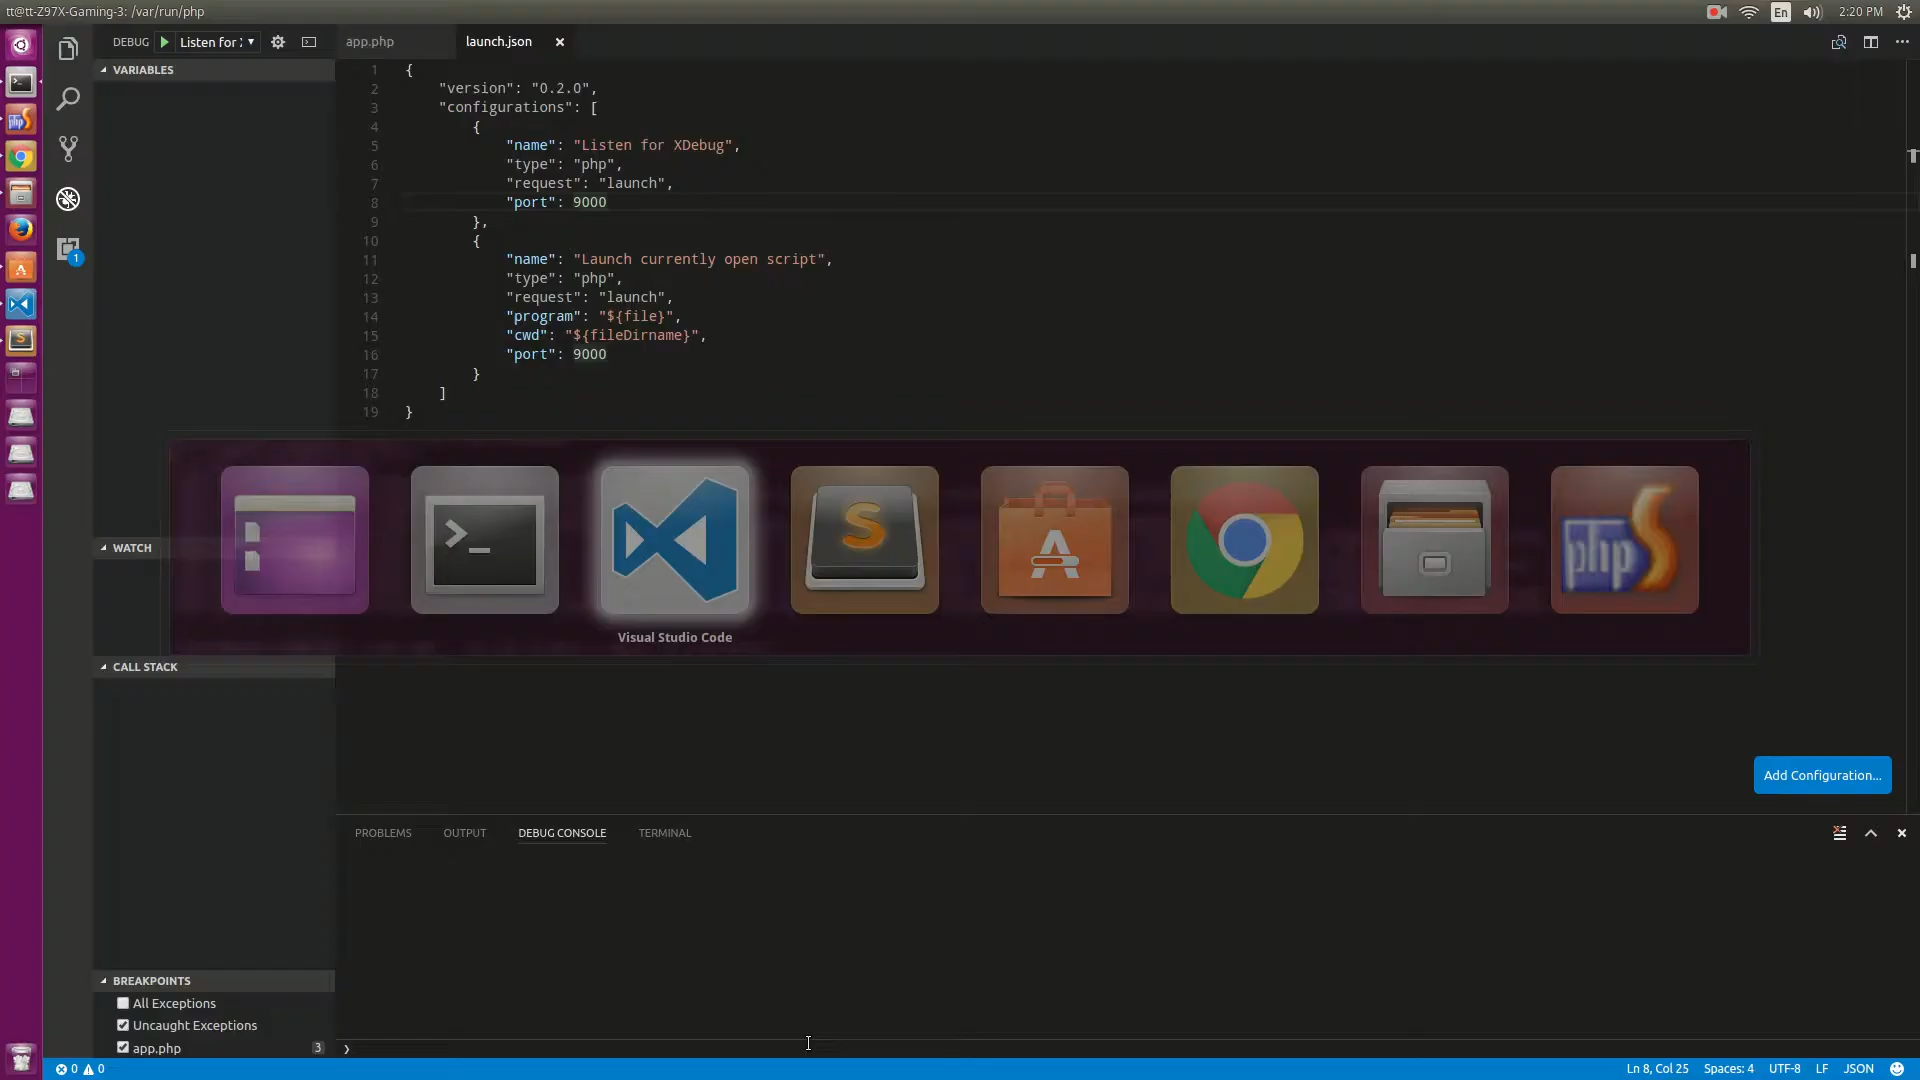 tt@tt-Z97X-Gaming-3: /var/run/php
En
2:20 PM
DEBUG
Listen for
app.php
launch.json
VARIABLES
1 {
2 "version": "0.2.0",
3 "configurations": [
4 {
5 "name": "Listen for XDebug",
6 "type": "php",
7 "request": "launch",
8 "port": 9000
9 },
10 {
11 "name": "Launch currently open script",
12 "type": "php",
13 "request": "launch",
14 "program": "${file}",
15 "cwd": "${fileDirname}",
16 "port": 9000
17 }
18 ]
19 }
1
WATCH
>_
S
A
php S
Visual Studio Code
CALL STACK
Add Configuration...
PROBLEMS
OUTPUT
DEBUG CONSOLE
TERMINAL
BREAKPOINTS
All Exceptions
Uncaught Exceptions
app.php
3
0
0
Ln 8, Col 25
Spaces: 4
UTF-8
LF
JSON